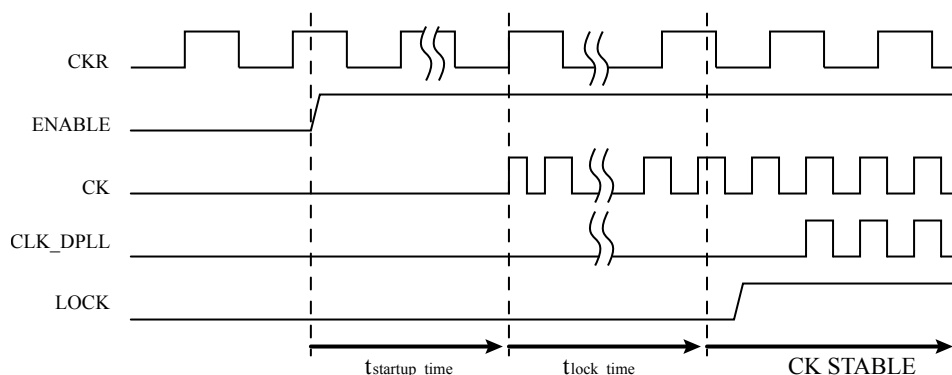 CKR
ENABLE
CK
CLK_DPLL
LOCK
tstartup_time
tlock_time
CK STABLE